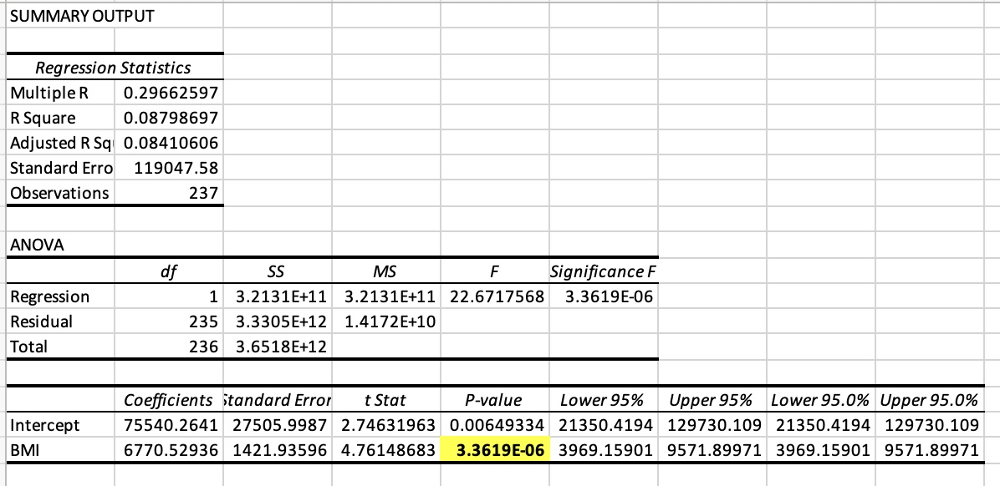 SUMMARY OUTPUT
Regression Statistics
Multiple R 0.29662597
R Square 0.08798697
Adjusted R Squ 0.08410606
Standard Erro 119047.58
Observations 237
ANOVA
df SS MS F Significance F
Regression 1 3.2131E+11 3.2131E+11 22.6717568 3.3619E-06
Residual 235 3.3305E+12 1.4172E+10
Total 236 3.6518E+12
Coefficients Standard Error t Stat P-value Lower 95% Upper 95% Lower 95.0% Upper 95.0%
Intercept 75540.2641 27505.9987 2.74631963 0.00649334 21350.4194 129730.109 21350.4194 129730.109
BMI 6770.52936 1421.93596 4.76148683 3.3619E-06 3969.15901 9571.89971 3969.15901 9571.89971